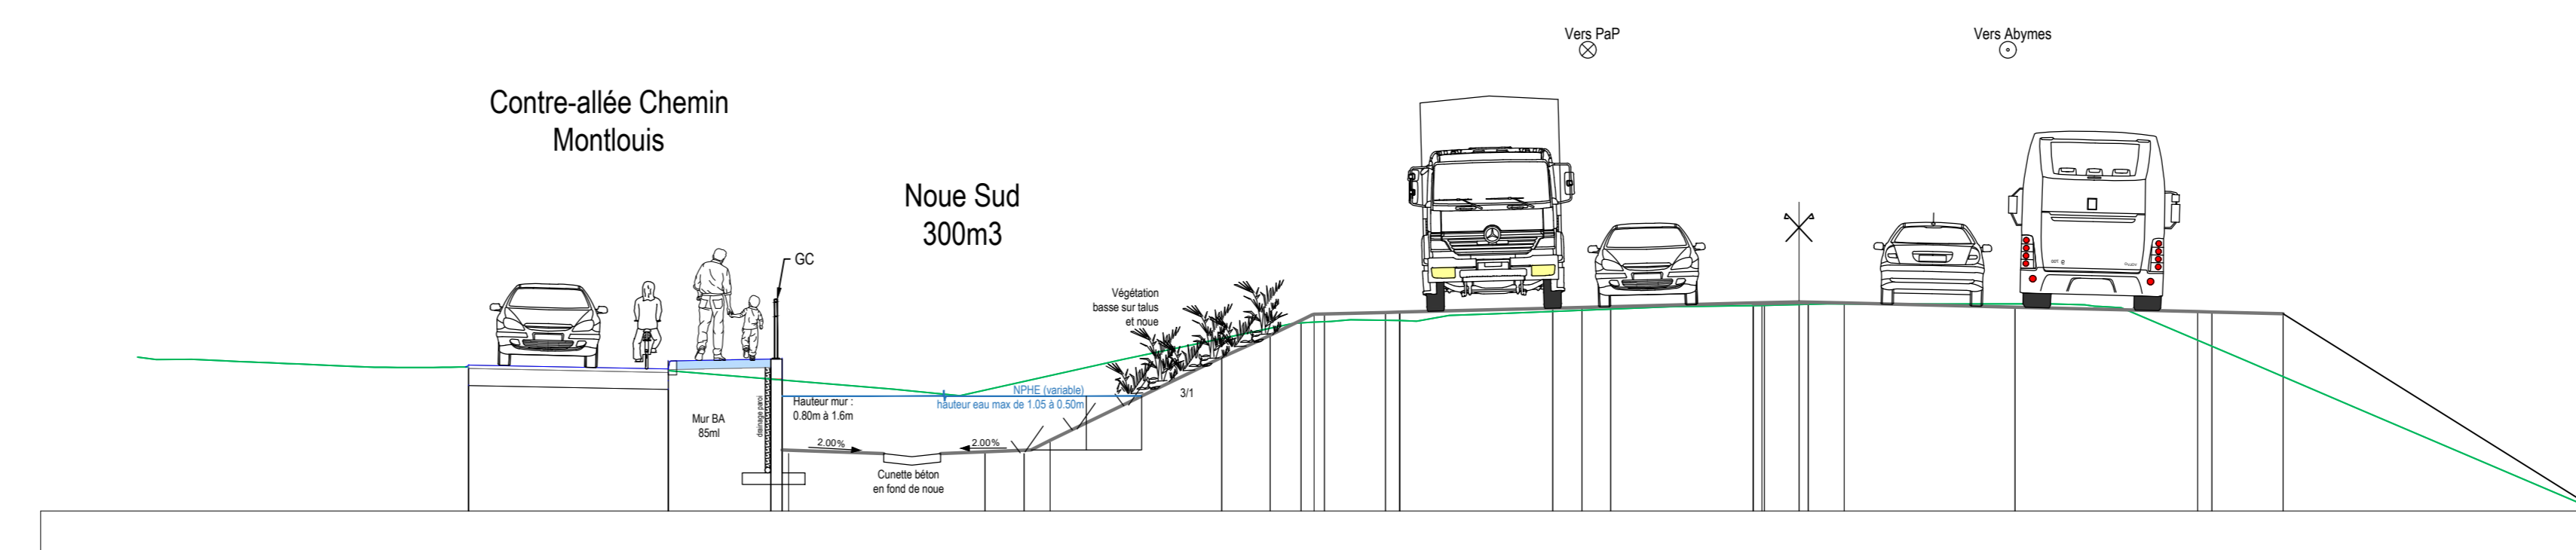 Vers PaP
Vers Abymes
Contre-allée Chemin
Montlouis
Noue Sud
300m3
GC
Végétation
basse sur talus
et noue
NPHE (variable)
hauteur eau max de 1.05 à 0.50m
3/1
Hauteur mur :
0.80m à 1.6m
Mur BA
85ml
drainage paroi
2.00%
2.00%
Cunette béton
en fond de noue